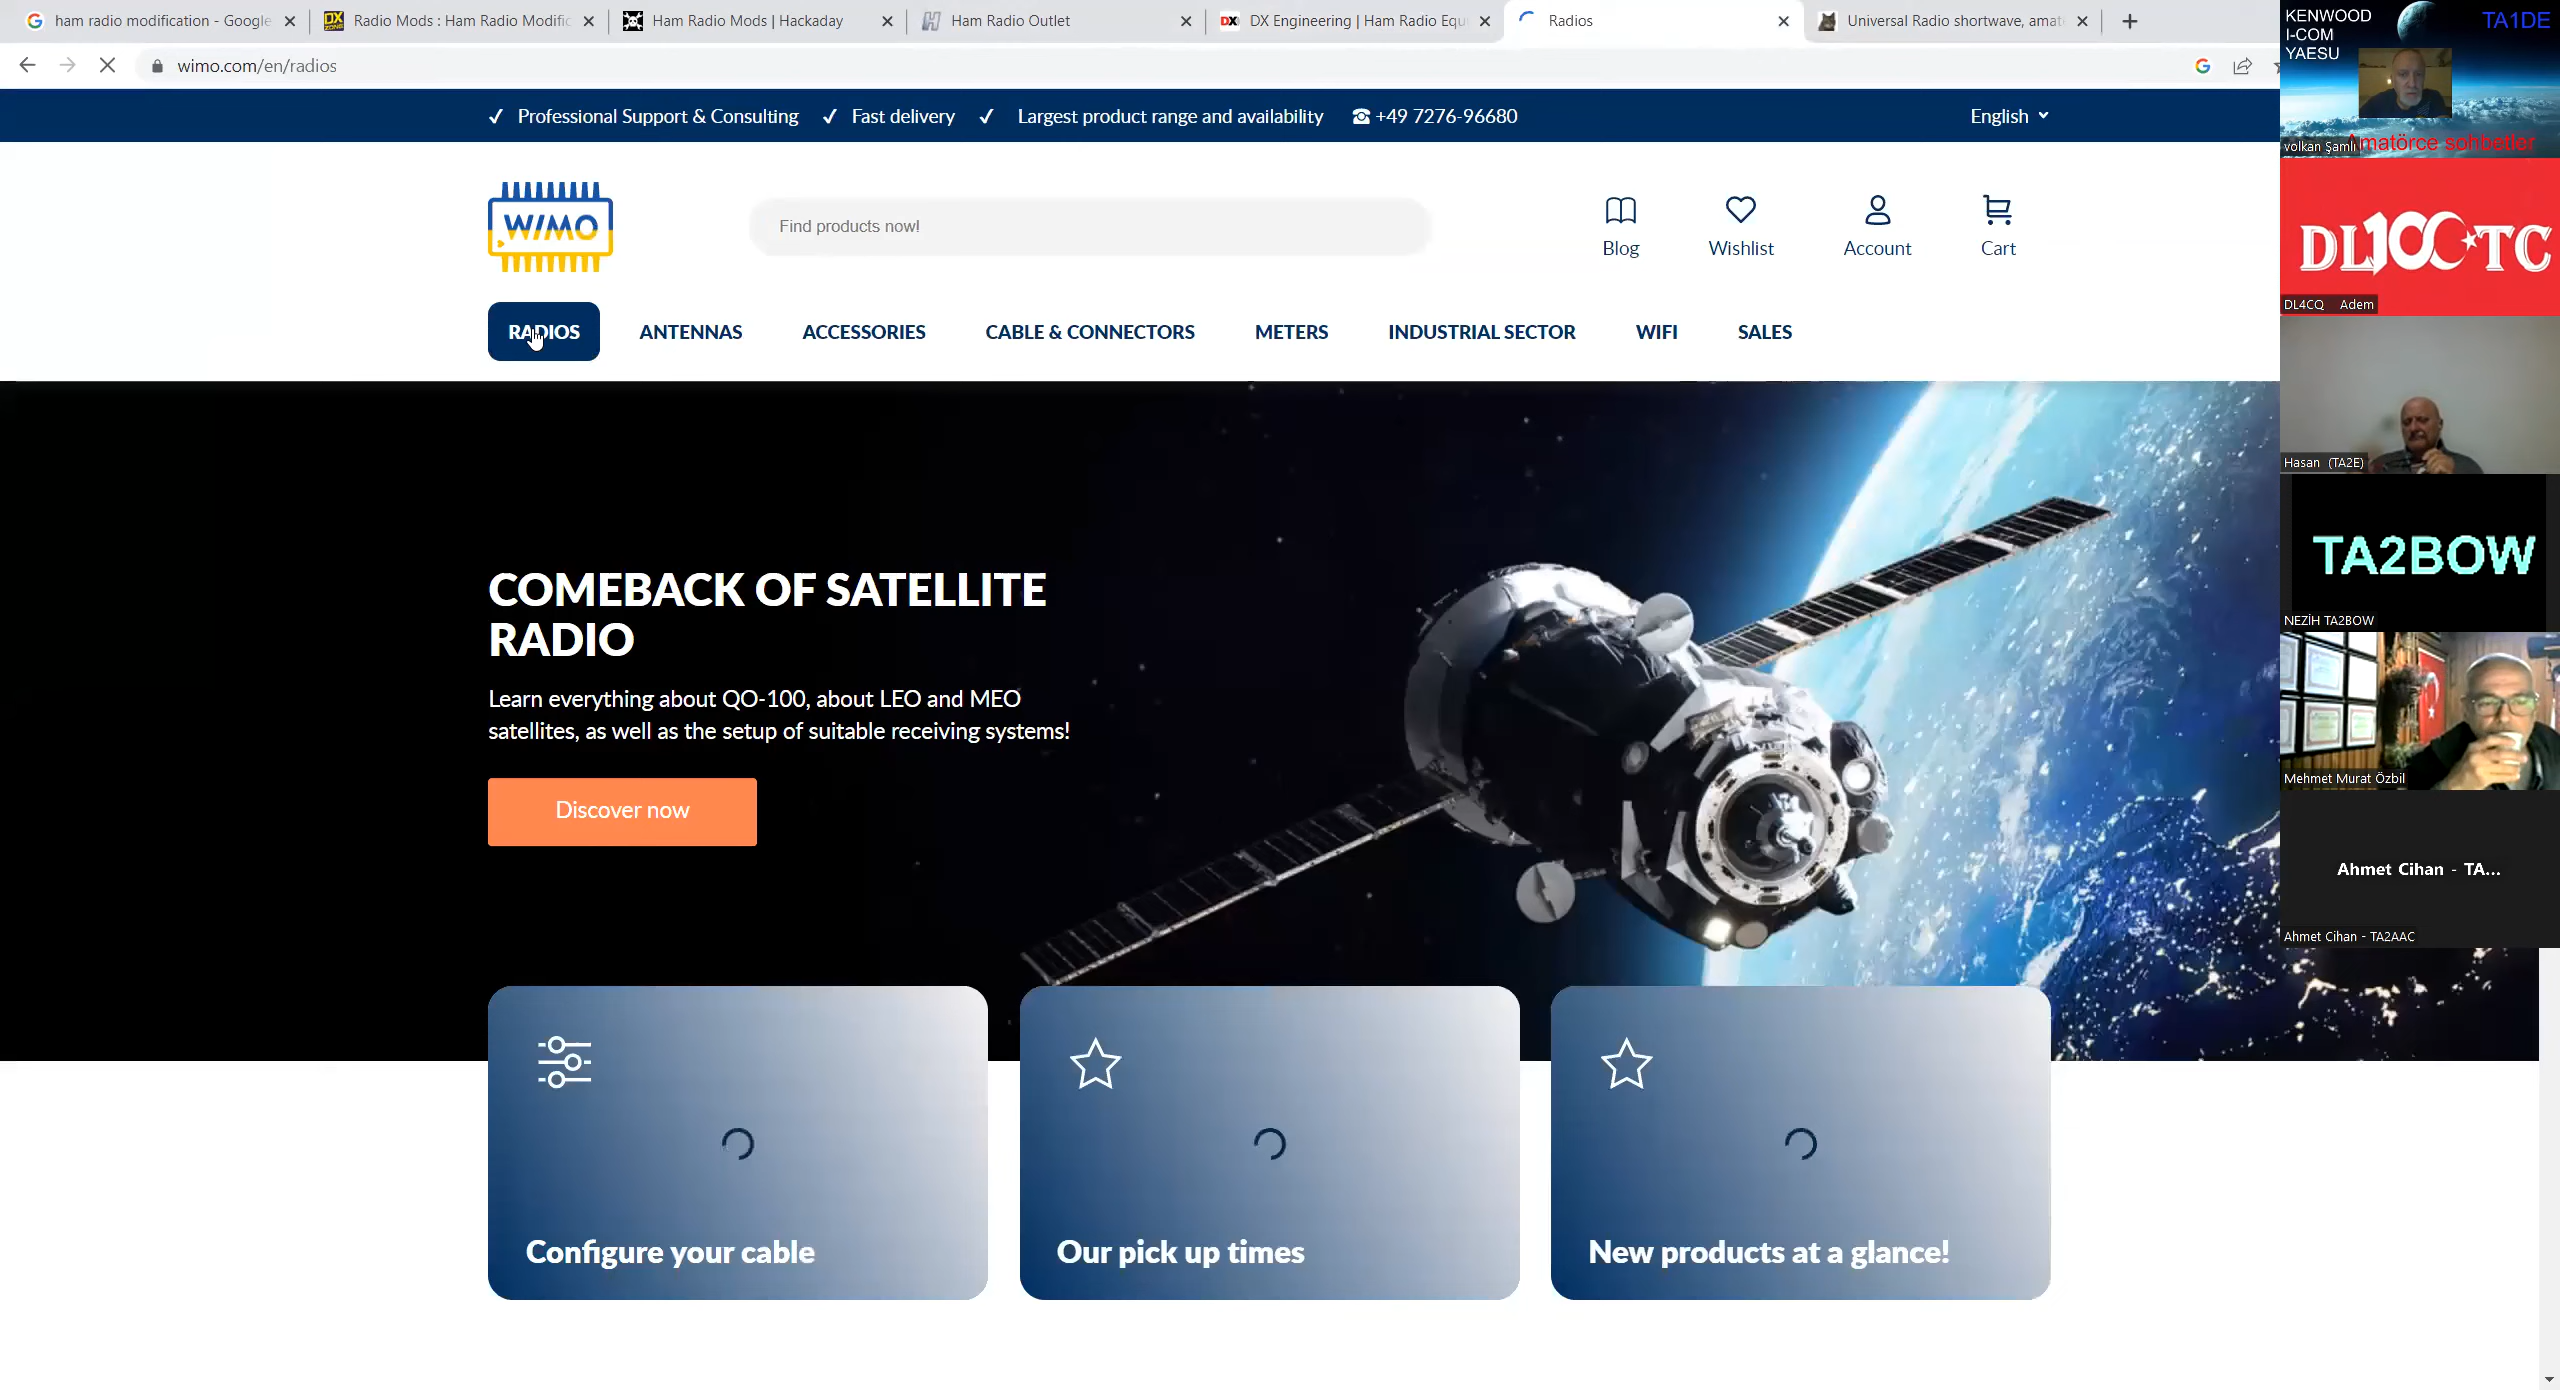 ham radio modification - Google
Radio Mods : Ham Radio Modific
Ham Radio Mods | Hackaday
Ham Radio Outlet
DX Engineering | Ham Radio Equ
Radios
Universal Radio shortwave, amat
wimo.com/en/radios
Professional Support & Consulting
Fast delivery
Largest product range and availability
+49 7276-96680
English
WiMO
Find products now!
Blog
Wishlist
Account
Cart
RADIOS
ANTENNAS
ACCESSORIES
CABLE & CONNECTORS
METERS
INDUSTRIAL SECTOR
WIFI
SALES
COMEBACK OF SATELLITE
RADIO
Learn everything about QO-100, about LEO and MEO
satellites, as well as the setup of suitable receiving systems!
Discover now
Configure your cable
Our pick up times
New products at a glance!
KENWOOD
I-COM
YAESU
TA1DE
Amatörce sohbetler
volkan Şamlı
DL100TC
DL4CQ Adem
Hasan (TA2E)
TA2BOW
NEZİH TA2BOW
Mehmet Murat Özbil
Ahmet Cihan - TA...
Ahmet Cihan - TA2AAC